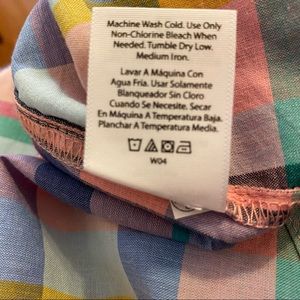 Machine Wash Cold. Use Only
Non-Chlorine Bleach When
Needed. Tumble Dry Low.
Medium Iron.
Lavar A Máquina Con
Agua Fría. Usar Solamente
Blanqueador Sin Cloro
Cuando Se Necesite. Secar
En Máquina A Temperatura Baja.
Planchar A Temperatura Media.
W04